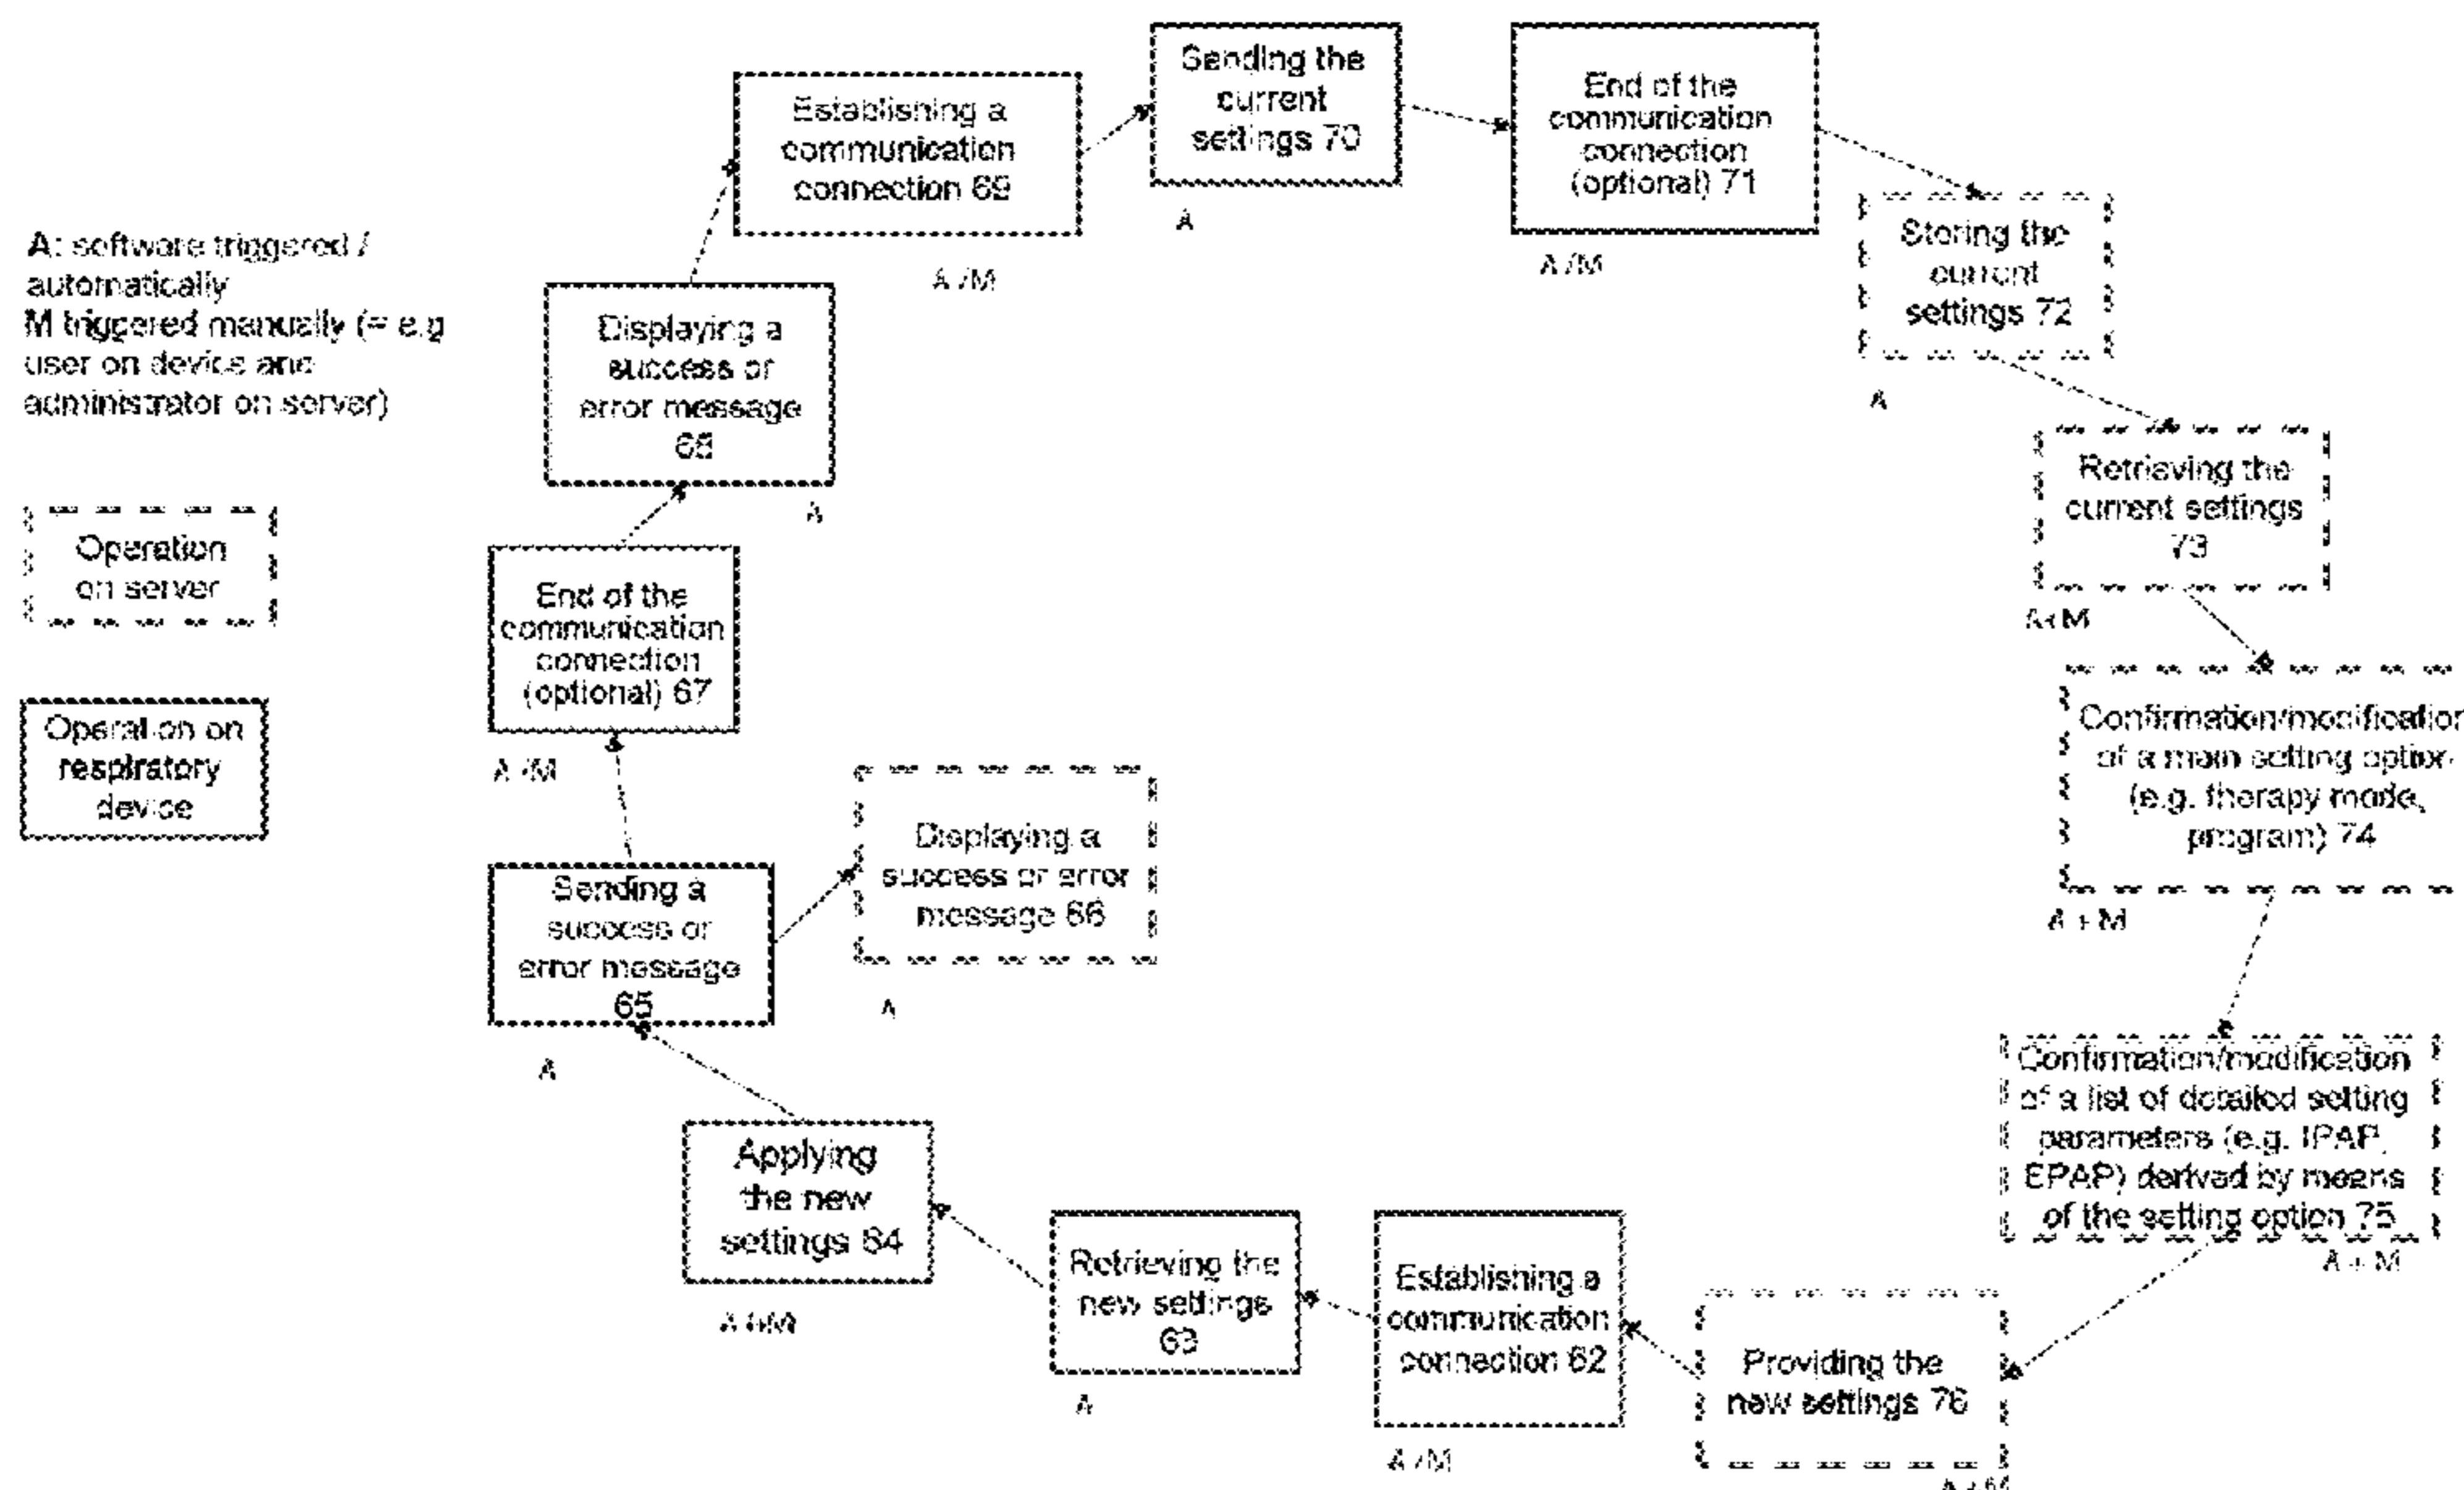 A: software triggered /
automatically
M triggered manually (= e.g
user on device and
administrator on server)
Operation
on server
Operation on
respiratory
device
Establishing a
communication
connection 69
A /M
Sending the
current
settings 70
A
End of the
communication
connection
(optional) 71
A /M
Storing the
current
settings 72
A
Retrieving the
current settings
73
A+M
Confirmation/modification
of a main setting option
(e.g. therapy mode,
program) 74
A + M
Confirmation/modification
of a list of detailed setting
parameters (e.g. IPAP,
EPAP) derived by means
of the setting option 75
A + M
Providing the
new settings 76
Establishing a
communication
connection 62
A /M
Retrieving the
new settings
63
A
Applying
the new
settings 64
Sending a
success or
error message
65
A
Displaying a
success or error
message 66
A
End of the
communication
connection
(optional) 67
A /M
Displaying a
success or
error message
68
A